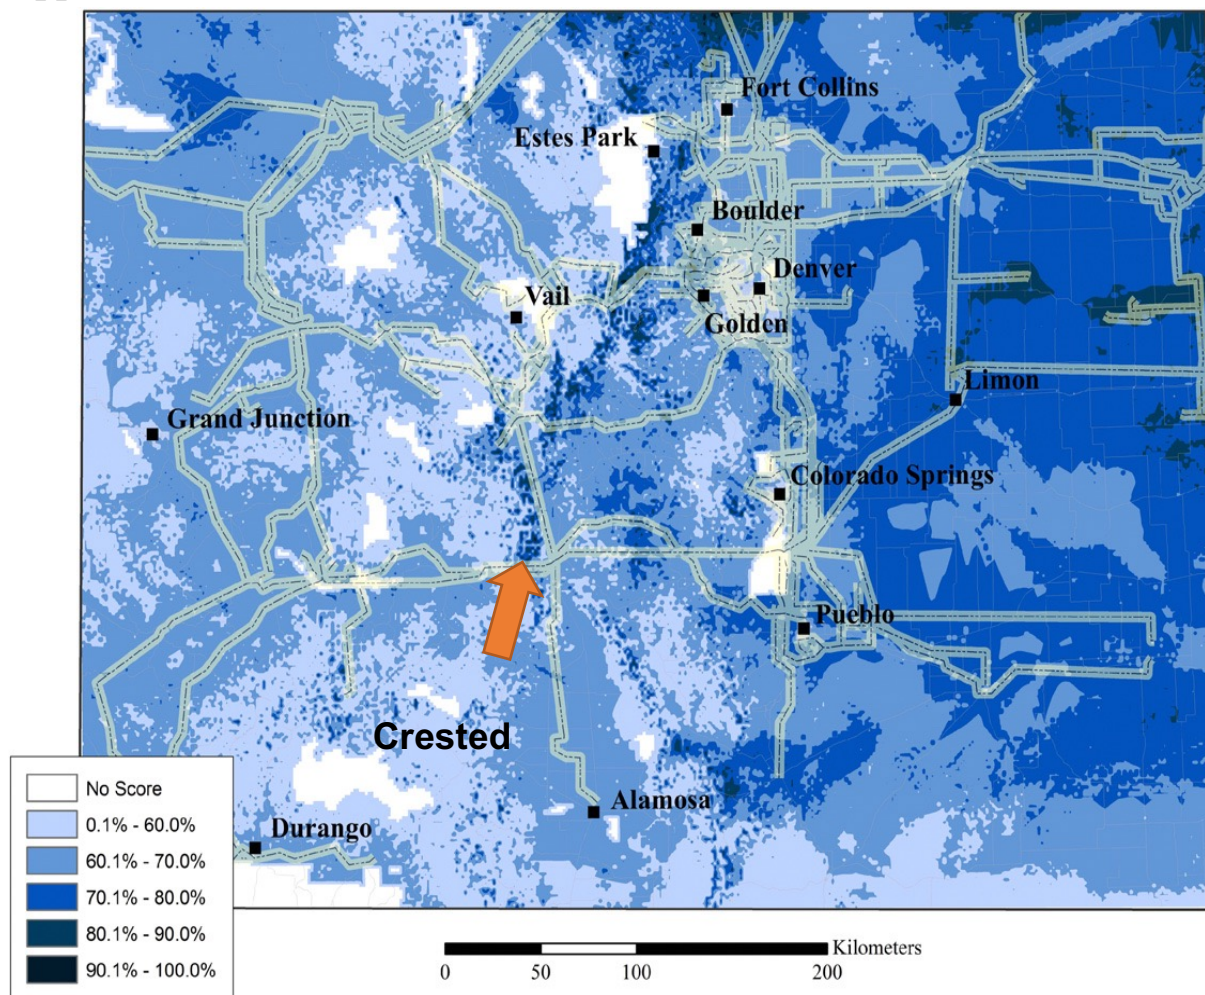 Fort Collins
Estes Park
Boulder
Denver
Vail
Golden
Limon
Grand Junction
Colorado Springs
Pueblo
Crested
Alamosa
Durango
No Score
0.1% - 60.0%
60.1% - 70.0%
70.1% - 80.0%
80.1% - 90.0%
90.1% - 100.0%
Kilometers
0 50 100 200